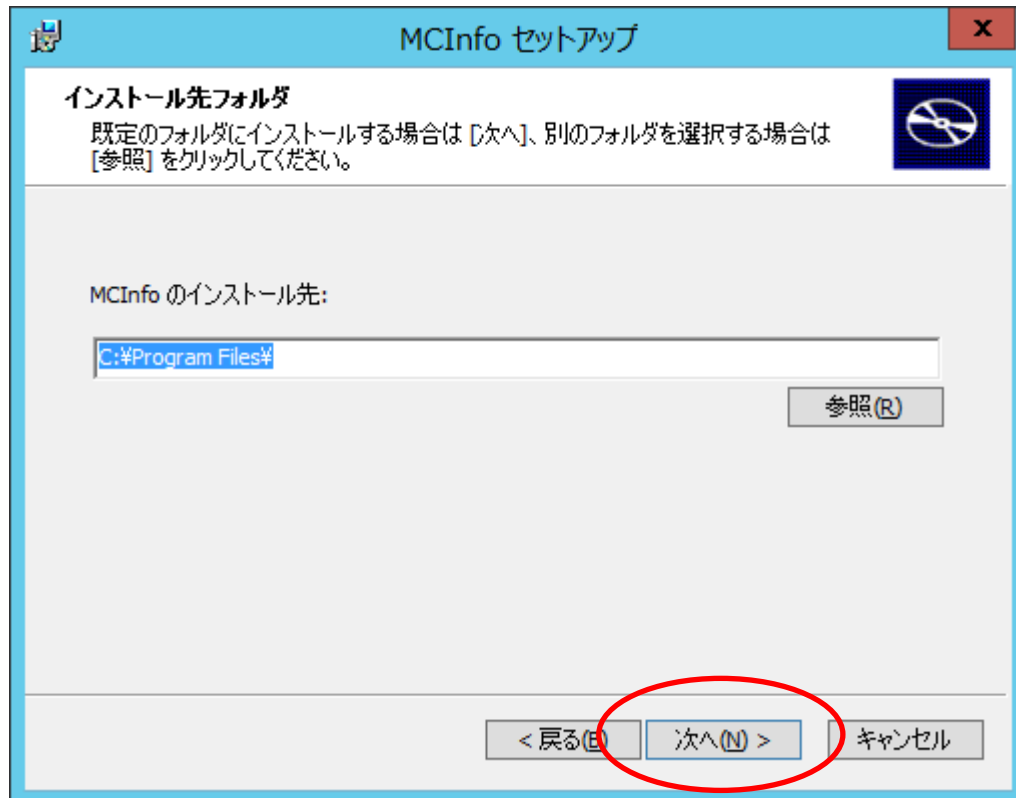 MCInfo セットアップ
x
インストール先フォルダ
既定のフォルダにインストールする場合は [次へ]、別のフォルダを選択する場合は
[参照] をクリックしてください。
MCInfo のインストール先:
C:¥Program Files¥
参照(R)
< 戻る(B)
次へ(N) >
キャンセル